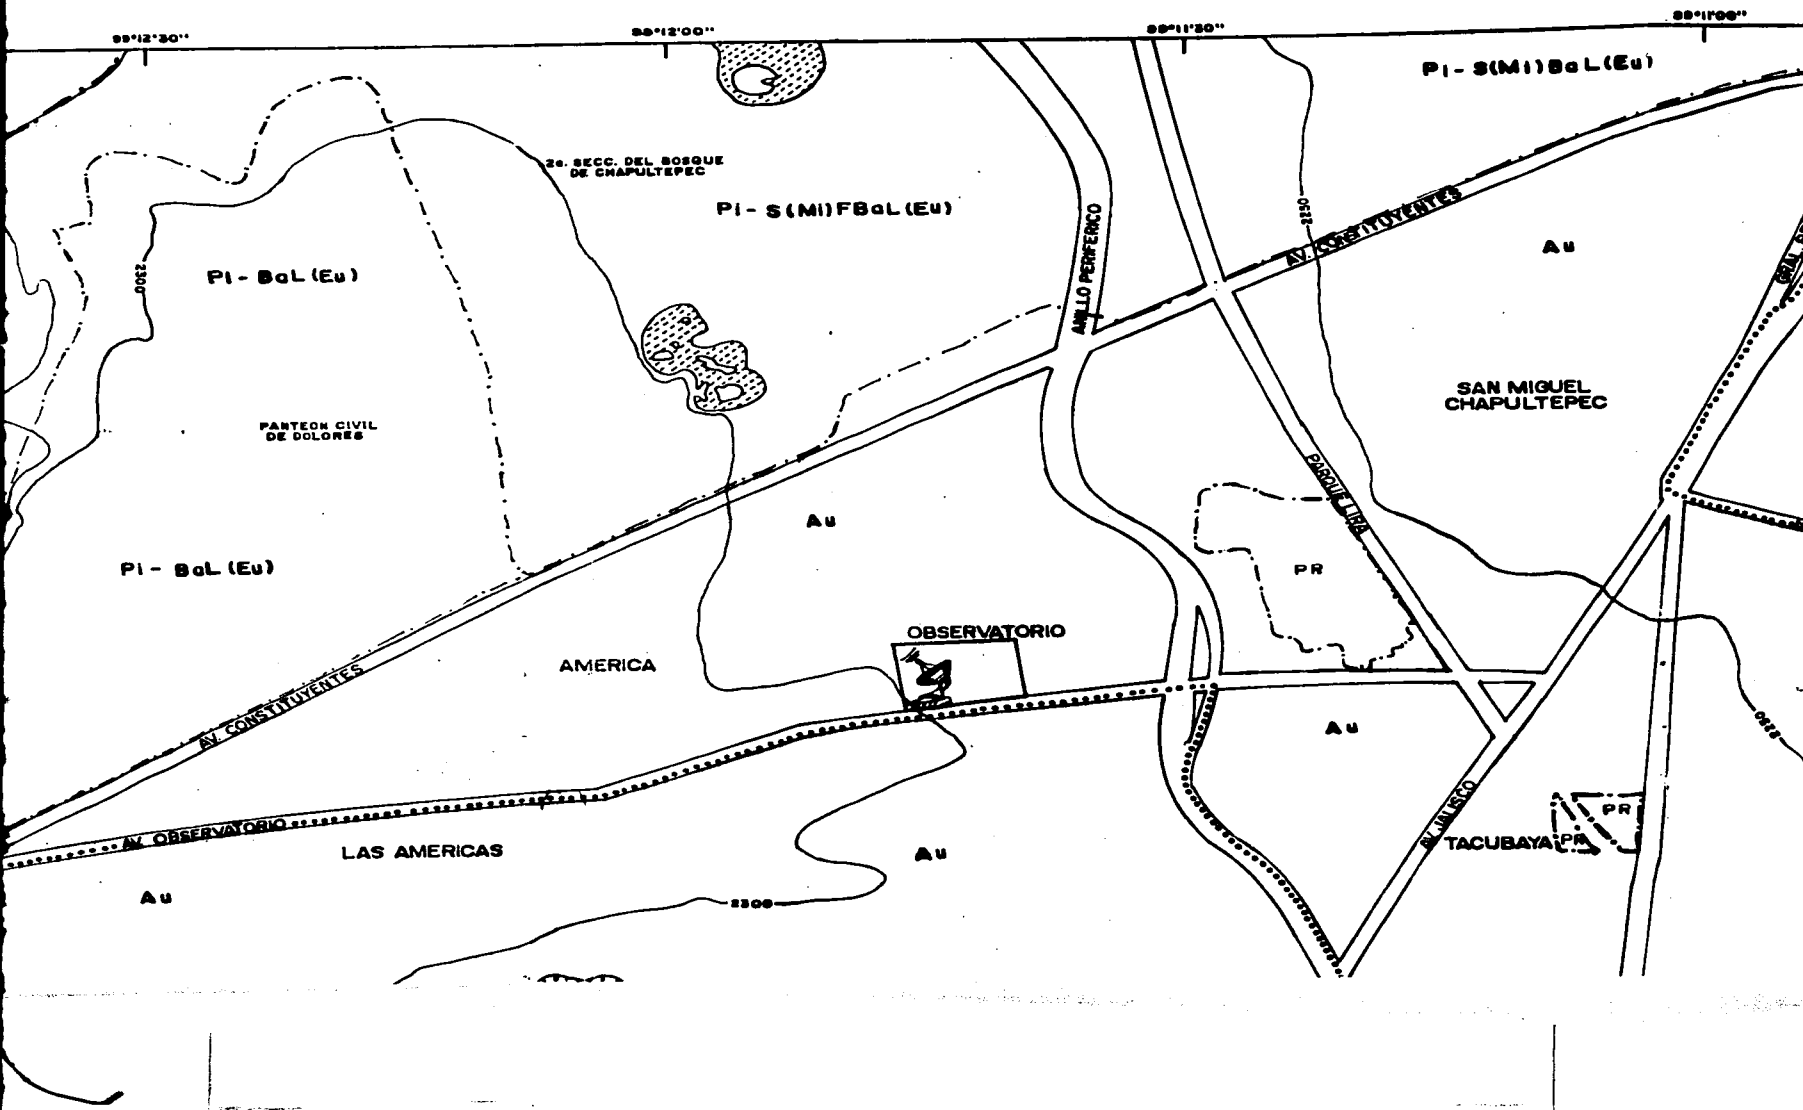 99°12'30"
99°12'00"
99°11'30"
99°11'00"
Pi - S(Mi)BaL(Eu)
2a. SECC. DEL BOSQUE
DE CHAPULTEPEC
Pi - S(Mi)FBaL(Eu)
2250
AV. CONSTITUYENTES
Au
ANILLO PERIFERICO
Pi - BaL(Eu)
2300
GRAL.
SAN MIGUEL
CHAPULTEPEC
PANTEON CIVIL
DE DOLORES
PARQUE LIRA
Au
Pi - BaL(Eu)
PR
OBSERVATORIO
AMERICA
AV. CONSTITUYENTES
Au
2250
AV. OBSERVATORIO
LAS AMERICAS
Au
AV. JALISCO
PR
TACUBAYA
PR
Au
2300